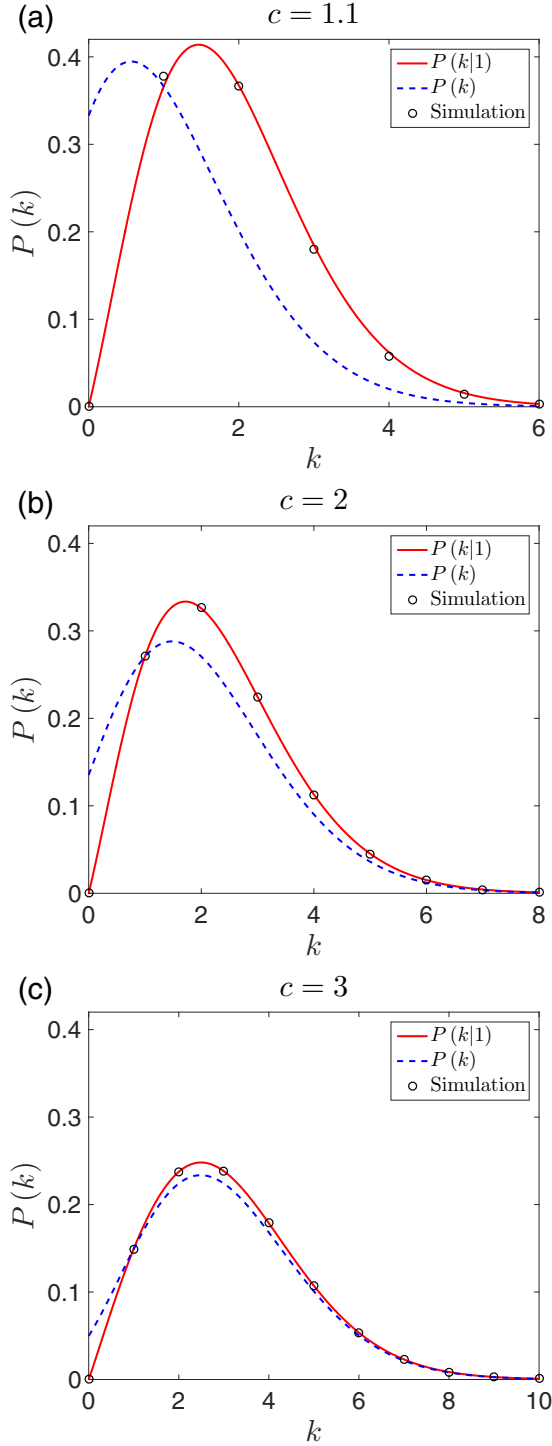 (a)
c = 1.1
P (k|1)
P (k)
Simulation
0.4
0.3
0.2
0.1
0
P (k)
0 2 4 6
k
(b)
c = 2
P (k|1)
P (k)
Simulation
0.4
0.3
0.2
0.1
0
P (k)
0 2 4 6 8
k
(c)
c = 3
P (k|1)
P (k)
Simulation
0.4
0.3
0.2
0.1
0
P (k)
0 2 4 6 8 10
k